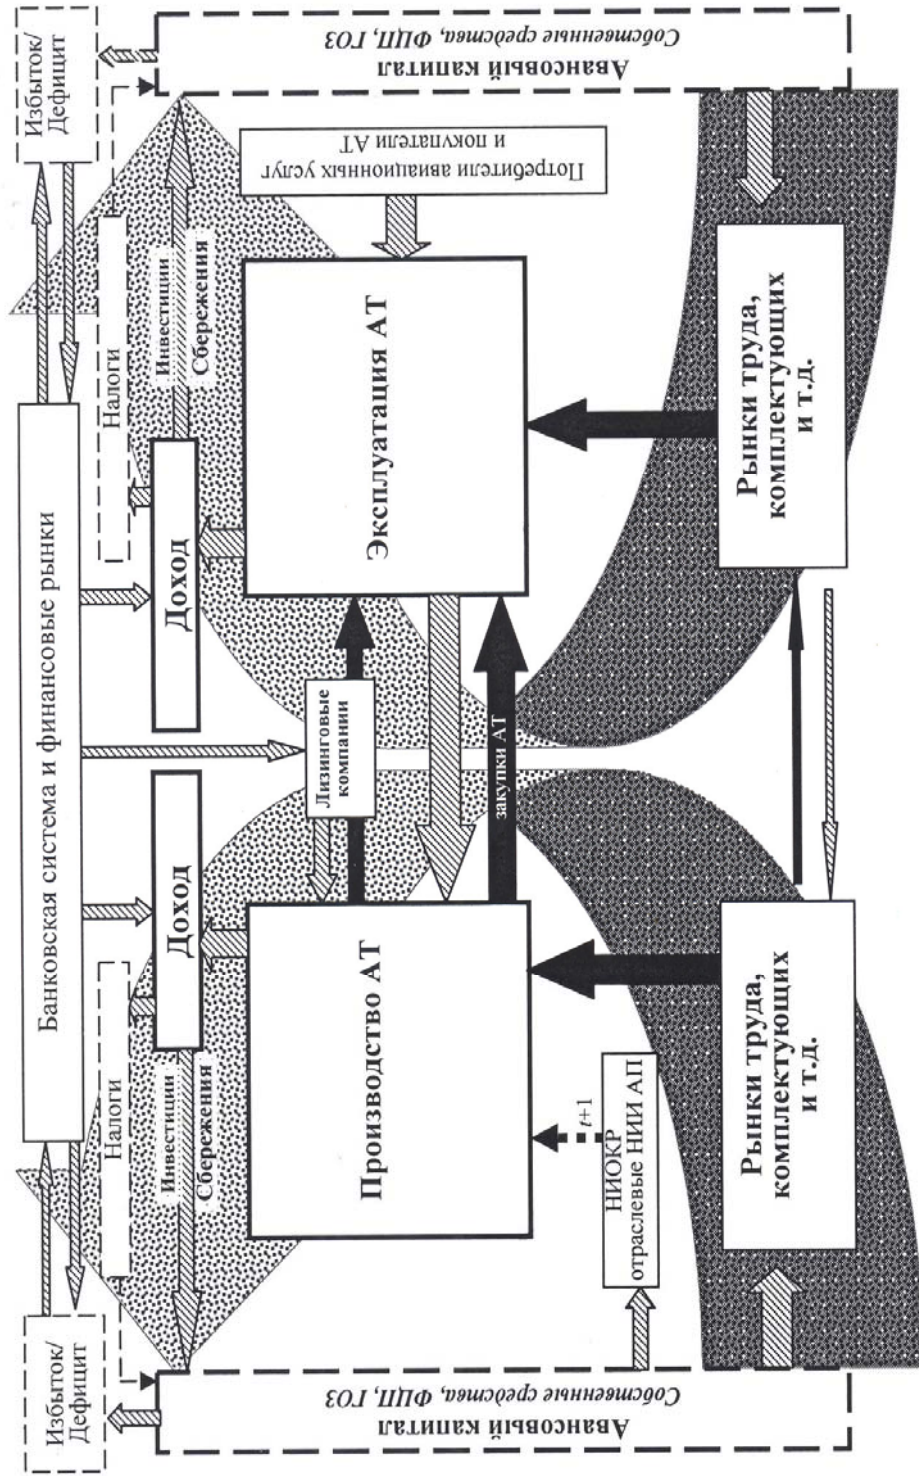 Банковская система и финансовые рынки
Избыток/
Дефицит
Избыток/
Дефицит
Налоги
Налоги
Доход
Доход
Инвестиции
Сбережения
Инвестиции
Сбережения
Авансовый капитал
Собственные средства, ФЦП, ГОЗ
Лизинговые
компании
Потребители авиационных услуг
и покупатели АТ
Авансовый капитал
Собственные средства, ФЦП, ГОЗ
Производство АТ
Эксплуатация АТ
закупки АТ
t+1
НИОКР
отраслевые НИИ АП
Рынки труда,
комплектующих
и т.д.
Рынки труда,
комплектующих
и т.д.